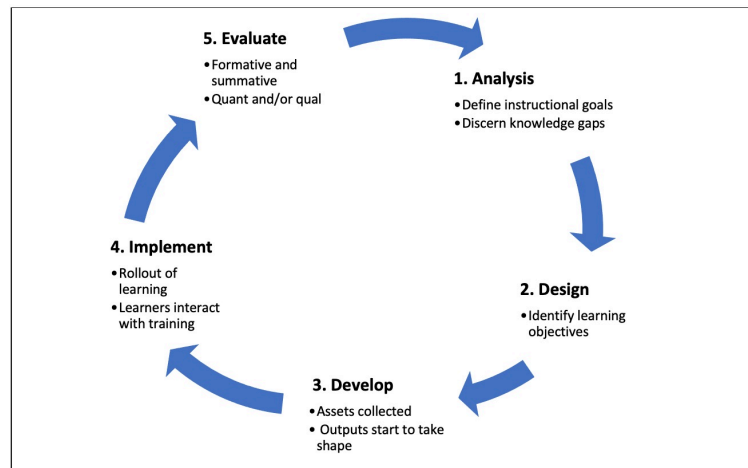 5. Evaluate
• Formative and
summative
• Quant and/or qual
1. Analysis
• Define instructional goals
• Discern knowledge gaps
2. Design
• Identify learning
objectives
3. Develop
• Assets collected
• Outputs start to take
shape
4. Implement
• Rollout of
learning
• Learners interact
with training